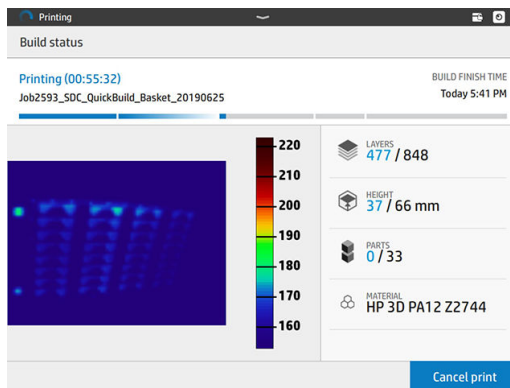 Printing
Build status
Printing (00:55:32)
Job2593_SDC_QuickBuild_Basket_20190625
BUILD FINISH TIME
Today 5:41 PM
220
210
200
190
180
170
160
LAYERS
477 / 848
HEIGHT
37 / 66 mm
PARTS
0 / 33
MATERIAL
HP 3D PA12 Z2744
Cancel print